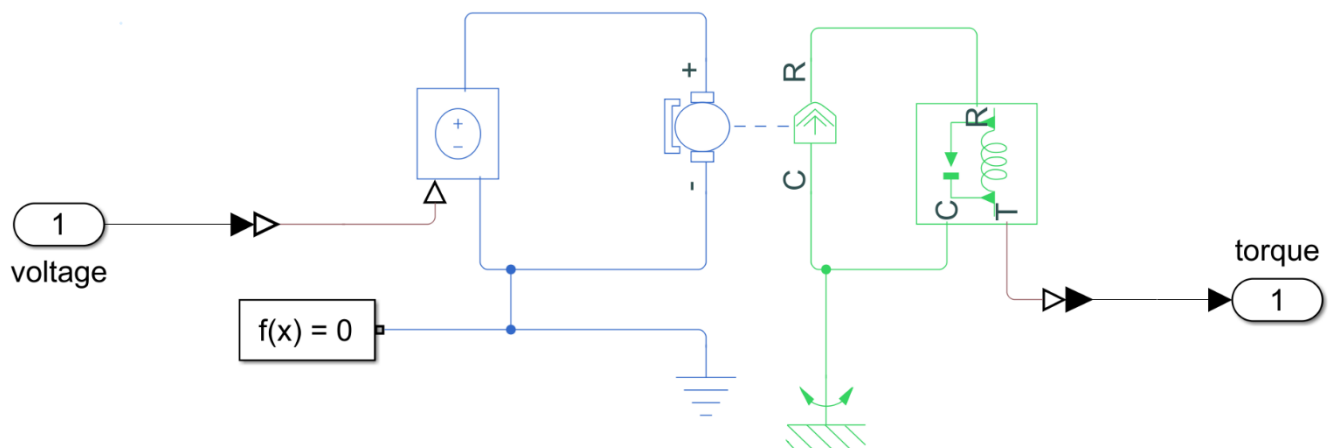 +
R
+
−
R
C
-
C
T
1
voltage
torque
1
f(x) = 0